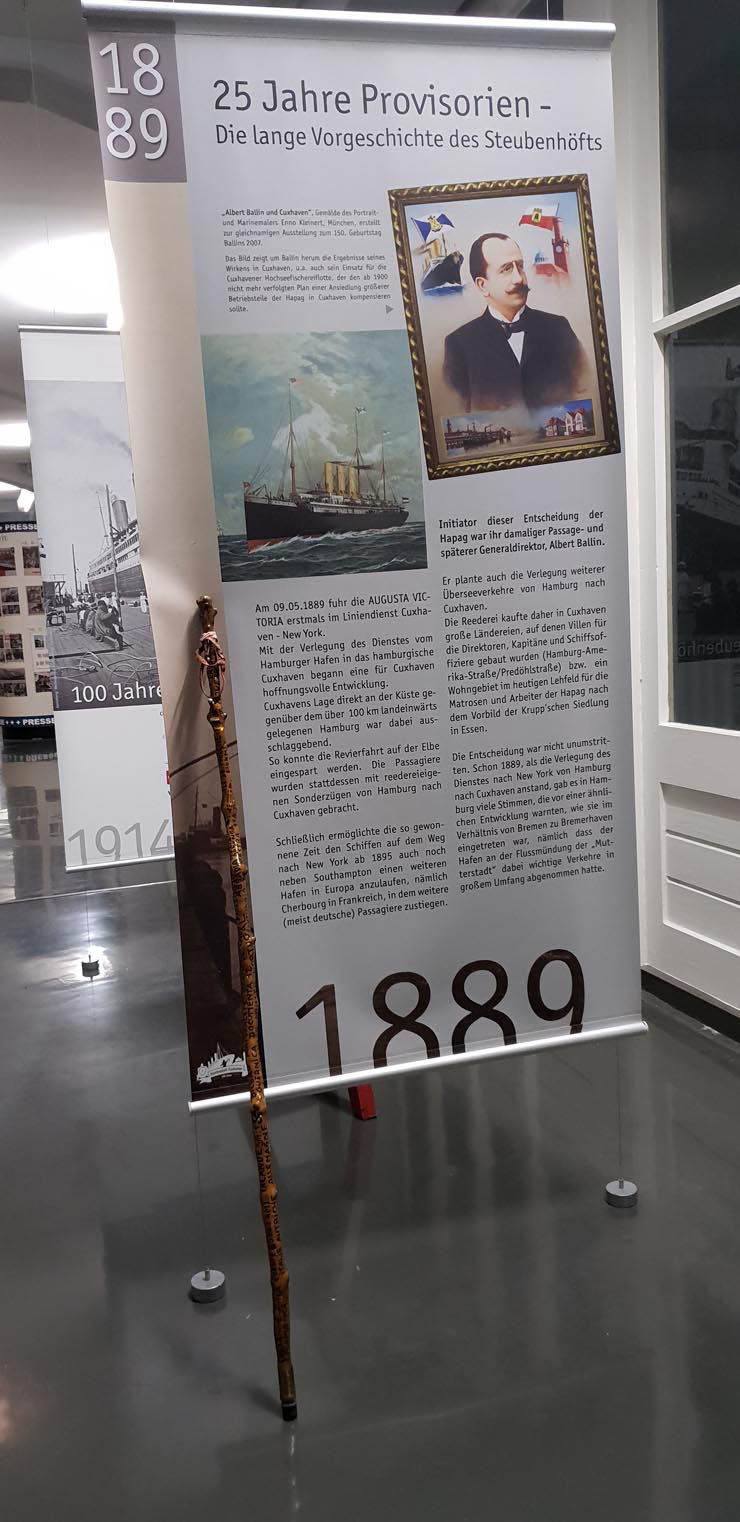 18
89
25 Jahre Provisorien -
Die lange Vorgeschichte des Steubenhöfts
„Albert Ballin und Cuxhaven“, Gemälde des Portrait-
und Marinemalers Enno Kleinert, München, erstellt
zur gleichnamigen Ausstellung zum 150. Geburtstag
Ballins 2007.
Das Bild zeigt um Ballin herum die Ergebnisse seines
Wirkens in Cuxhaven, u.a. auch sein Einsatz für die
Cuxhavener Hochseefischereiflotte, der den ab 1900
nicht mehr verfolgten Plan einer Ansiedlung größerer
Betriebsteile der Hapag in Cuxhaven kompensieren
sollte.
Am 09.05.1889 fuhr die AUGUSTA VIC-
TORIA erstmals im Liniendienst Cuxha-
ven - New York.
Mit der Verlegung des Dienstes vom
Hamburger Hafen in das hamburgische
Cuxhaven begann eine für Cuxhaven
hoffnungsvolle Entwicklung.
Cuxhavens Lage direkt an der Küste ge-
genüber dem über 100 km landeinwärts
gelegenen Hamburg war dabei aus-
schlaggebend.
So konnte die Revierfahrt auf der Elbe
eingespart werden. Die Passagiere
wurden stattdessen mit reedereieige-
nen Sonderzügen von Hamburg nach
Cuxhaven gebracht.
Schließlich ermöglichte die so gewon-
nene Zeit den Schiffen auf dem Weg
nach New York ab 1895 auch noch
neben Southampton einen weiteren
Hafen in Europa anzulaufen, nämlich
Cherbourg in Frankreich, in dem weitere
(meist deutsche) Passagiere zustiegen.
Initiator dieser Entscheidung der
Hapag war ihr damaliger Passage- und
späterer Generaldirektor, Albert Ballin.
Er plante auch die Verlegung weiterer
Überseeverkehre von Hamburg nach
Cuxhaven.
Die Reederei kaufte daher in Cuxhaven
große Ländereien, auf denen Villen für
die Direktoren, Kapitäne und Schiffsof-
fiziere gebaut wurden (Hamburg-Ame-
rika-Straße/Predöhlstraße) bzw. ein
Wohngebiet im heutigen Lehfeld für die
Matrosen und Arbeiter der Hapag nach
dem Vorbild der Krupp'schen Siedlung
in Essen.
Die Entscheidung war nicht unumstrit-
ten. Schon 1889, als die Verlegung des
Dienstes nach New York von Hamburg
nach Cuxhaven anstand, gab es in Ham-
burg viele Stimmen, die vor einer ähnli-
chen Entwicklung warnten, wie sie im
Verhältnis von Bremen zu Bremerhaven
eingetreten war, nämlich dass der
Hafen an der Flussmündung der „Mut-
terstadt“ dabei wichtige Verkehre in
großem Umfang abgenommen hatte.
1889
100 Jahre
1914
PRESSE
PRESSE
GUERNICA DOCUMENTA